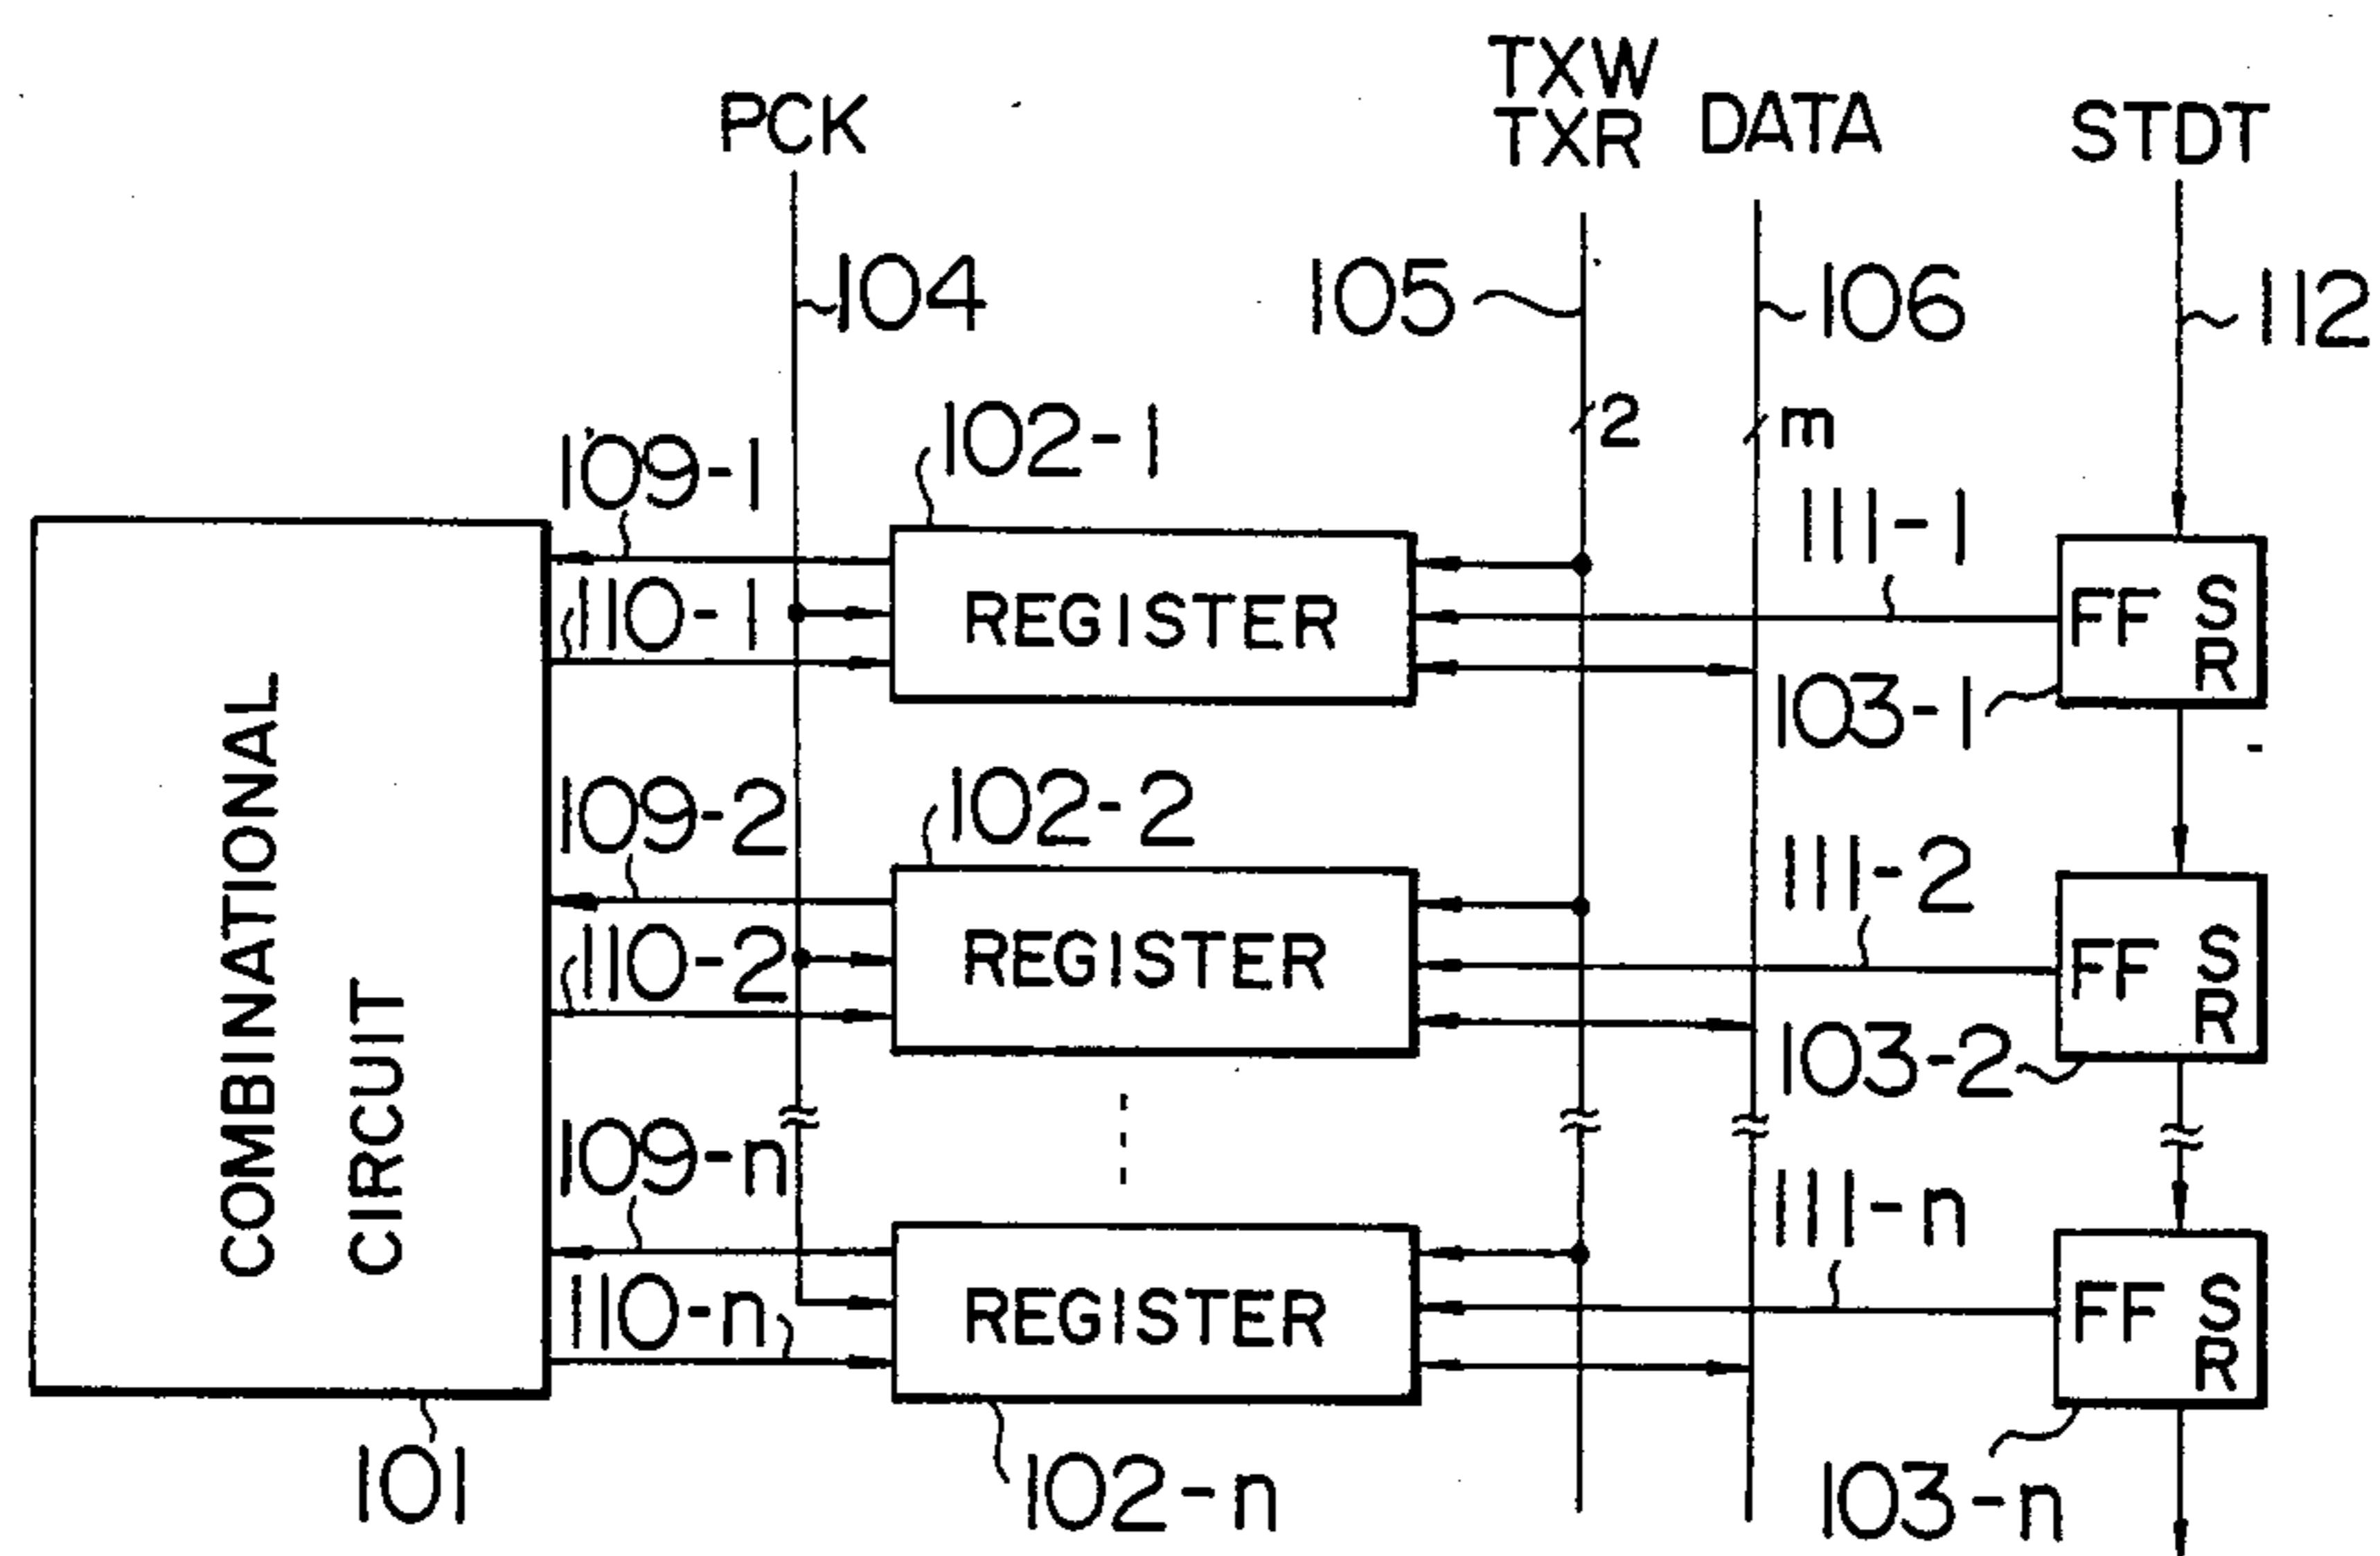 TXW
PCK
TXR
DATA
STDT
104
105
106
112
2
m
109-1
102-1
111-1
110-1
REGISTER
FF
S
R
103-1
109-2
102-2
111-2
110-2
REGISTER
FF
S
R
103-2
COMBINATIONAL
CIRCUIT
109-n
111-n
110-n
REGISTER
FF
S
R
101
102-n
103-n